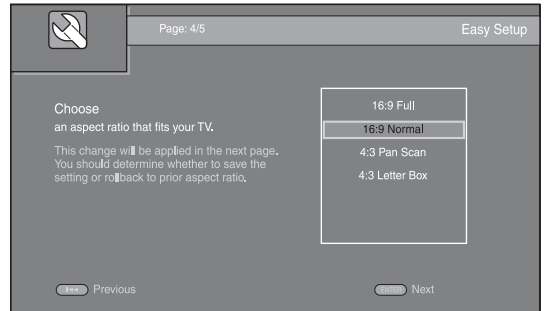 Page: 4/5
Easy Setup
Choose
an aspect ratio that fits your TV.
This change will be applied in the next page.
You should determine whether to save the
setting or rollback to prior aspect ratio.
16:9 Full
16:9 Normal
4:3 Pan Scan
4:3 Letter Box
Previous
ENTER Next